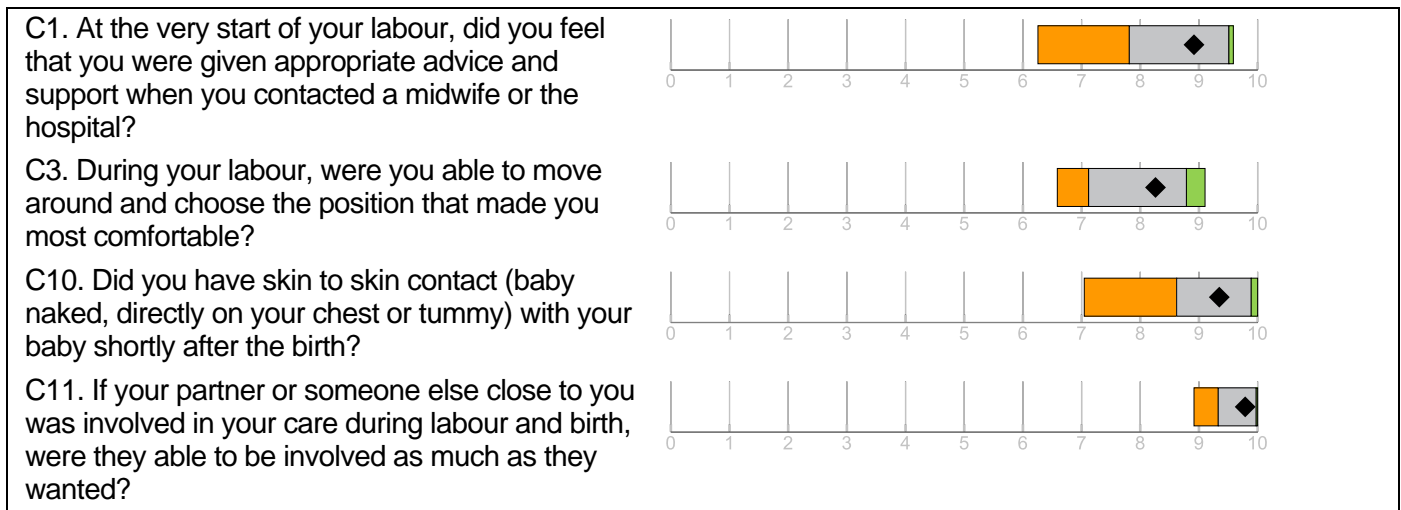 C1. At the very start of your labour, did you feel
that you were given appropriate advice and
support when you contacted a midwife or the
hospital?
0 1 2 3 4 5 6 7 8 9 10
C3. During your labour, were you able to move
around and choose the position that made you
most comfortable?
0 1 2 3 4 5 6 7 8 9 10
C10. Did you have skin to skin contact (baby
naked, directly on your chest or tummy) with your
baby shortly after the birth?
0 1 2 3 4 5 6 7 8 9 10
C11. If your partner or someone else close to you
was involved in your care during labour and birth,
were they able to be involved as much as they
wanted?
0 1 2 3 4 5 6 7 8 9 10